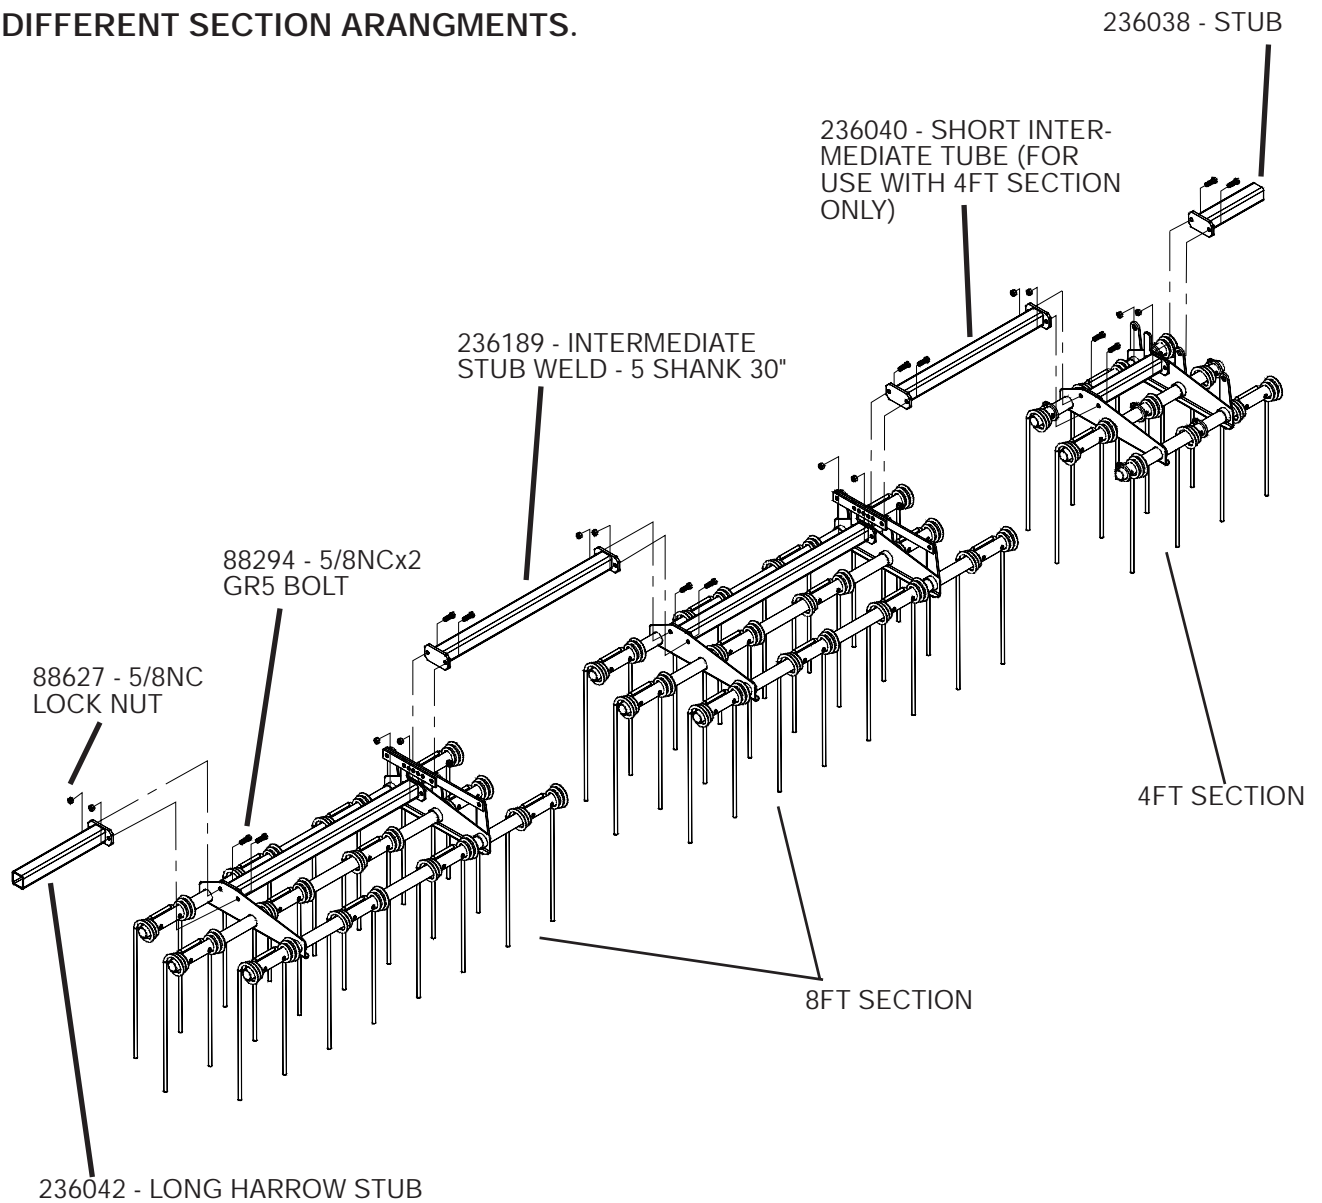 DIFFERENT SECTION ARANGMENTS.
236038 - STUB
236040 - SHORT INTER-
MEDIATE TUBE (FOR
USE WITH 4FT SECTION
ONLY)
236189 - INTERMEDIATE
STUB WELD - 5 SHANK 30"
88294 - 5/8NCx2
GR5 BOLT
88627 - 5/8NC
LOCK NUT
4FT SECTION
8FT SECTION
236042 - LONG HARROW STUB